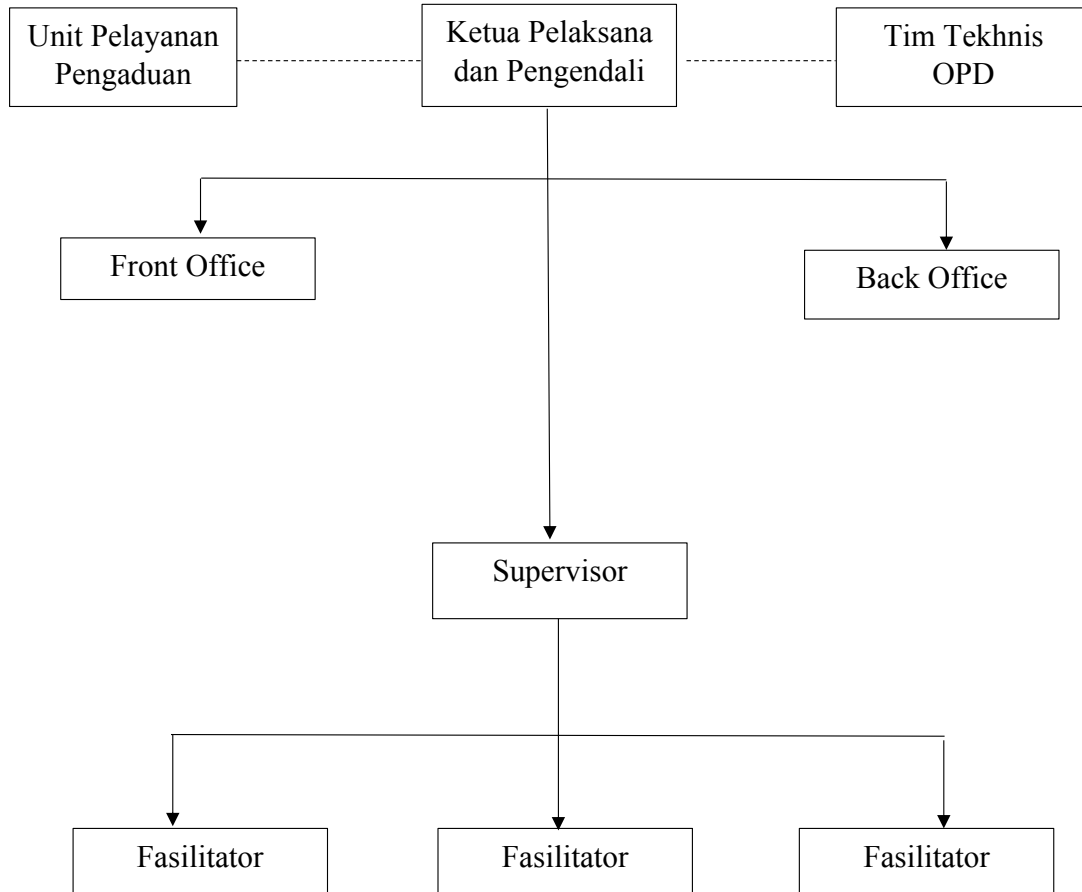 Unit Pelayanan
Pengaduan
Ketua Pelaksana
dan Pengendali
Tim Tekhnis
OPD
Front Office
Back Office
Supervisor
Fasilitator
Fasilitator
Fasilitator